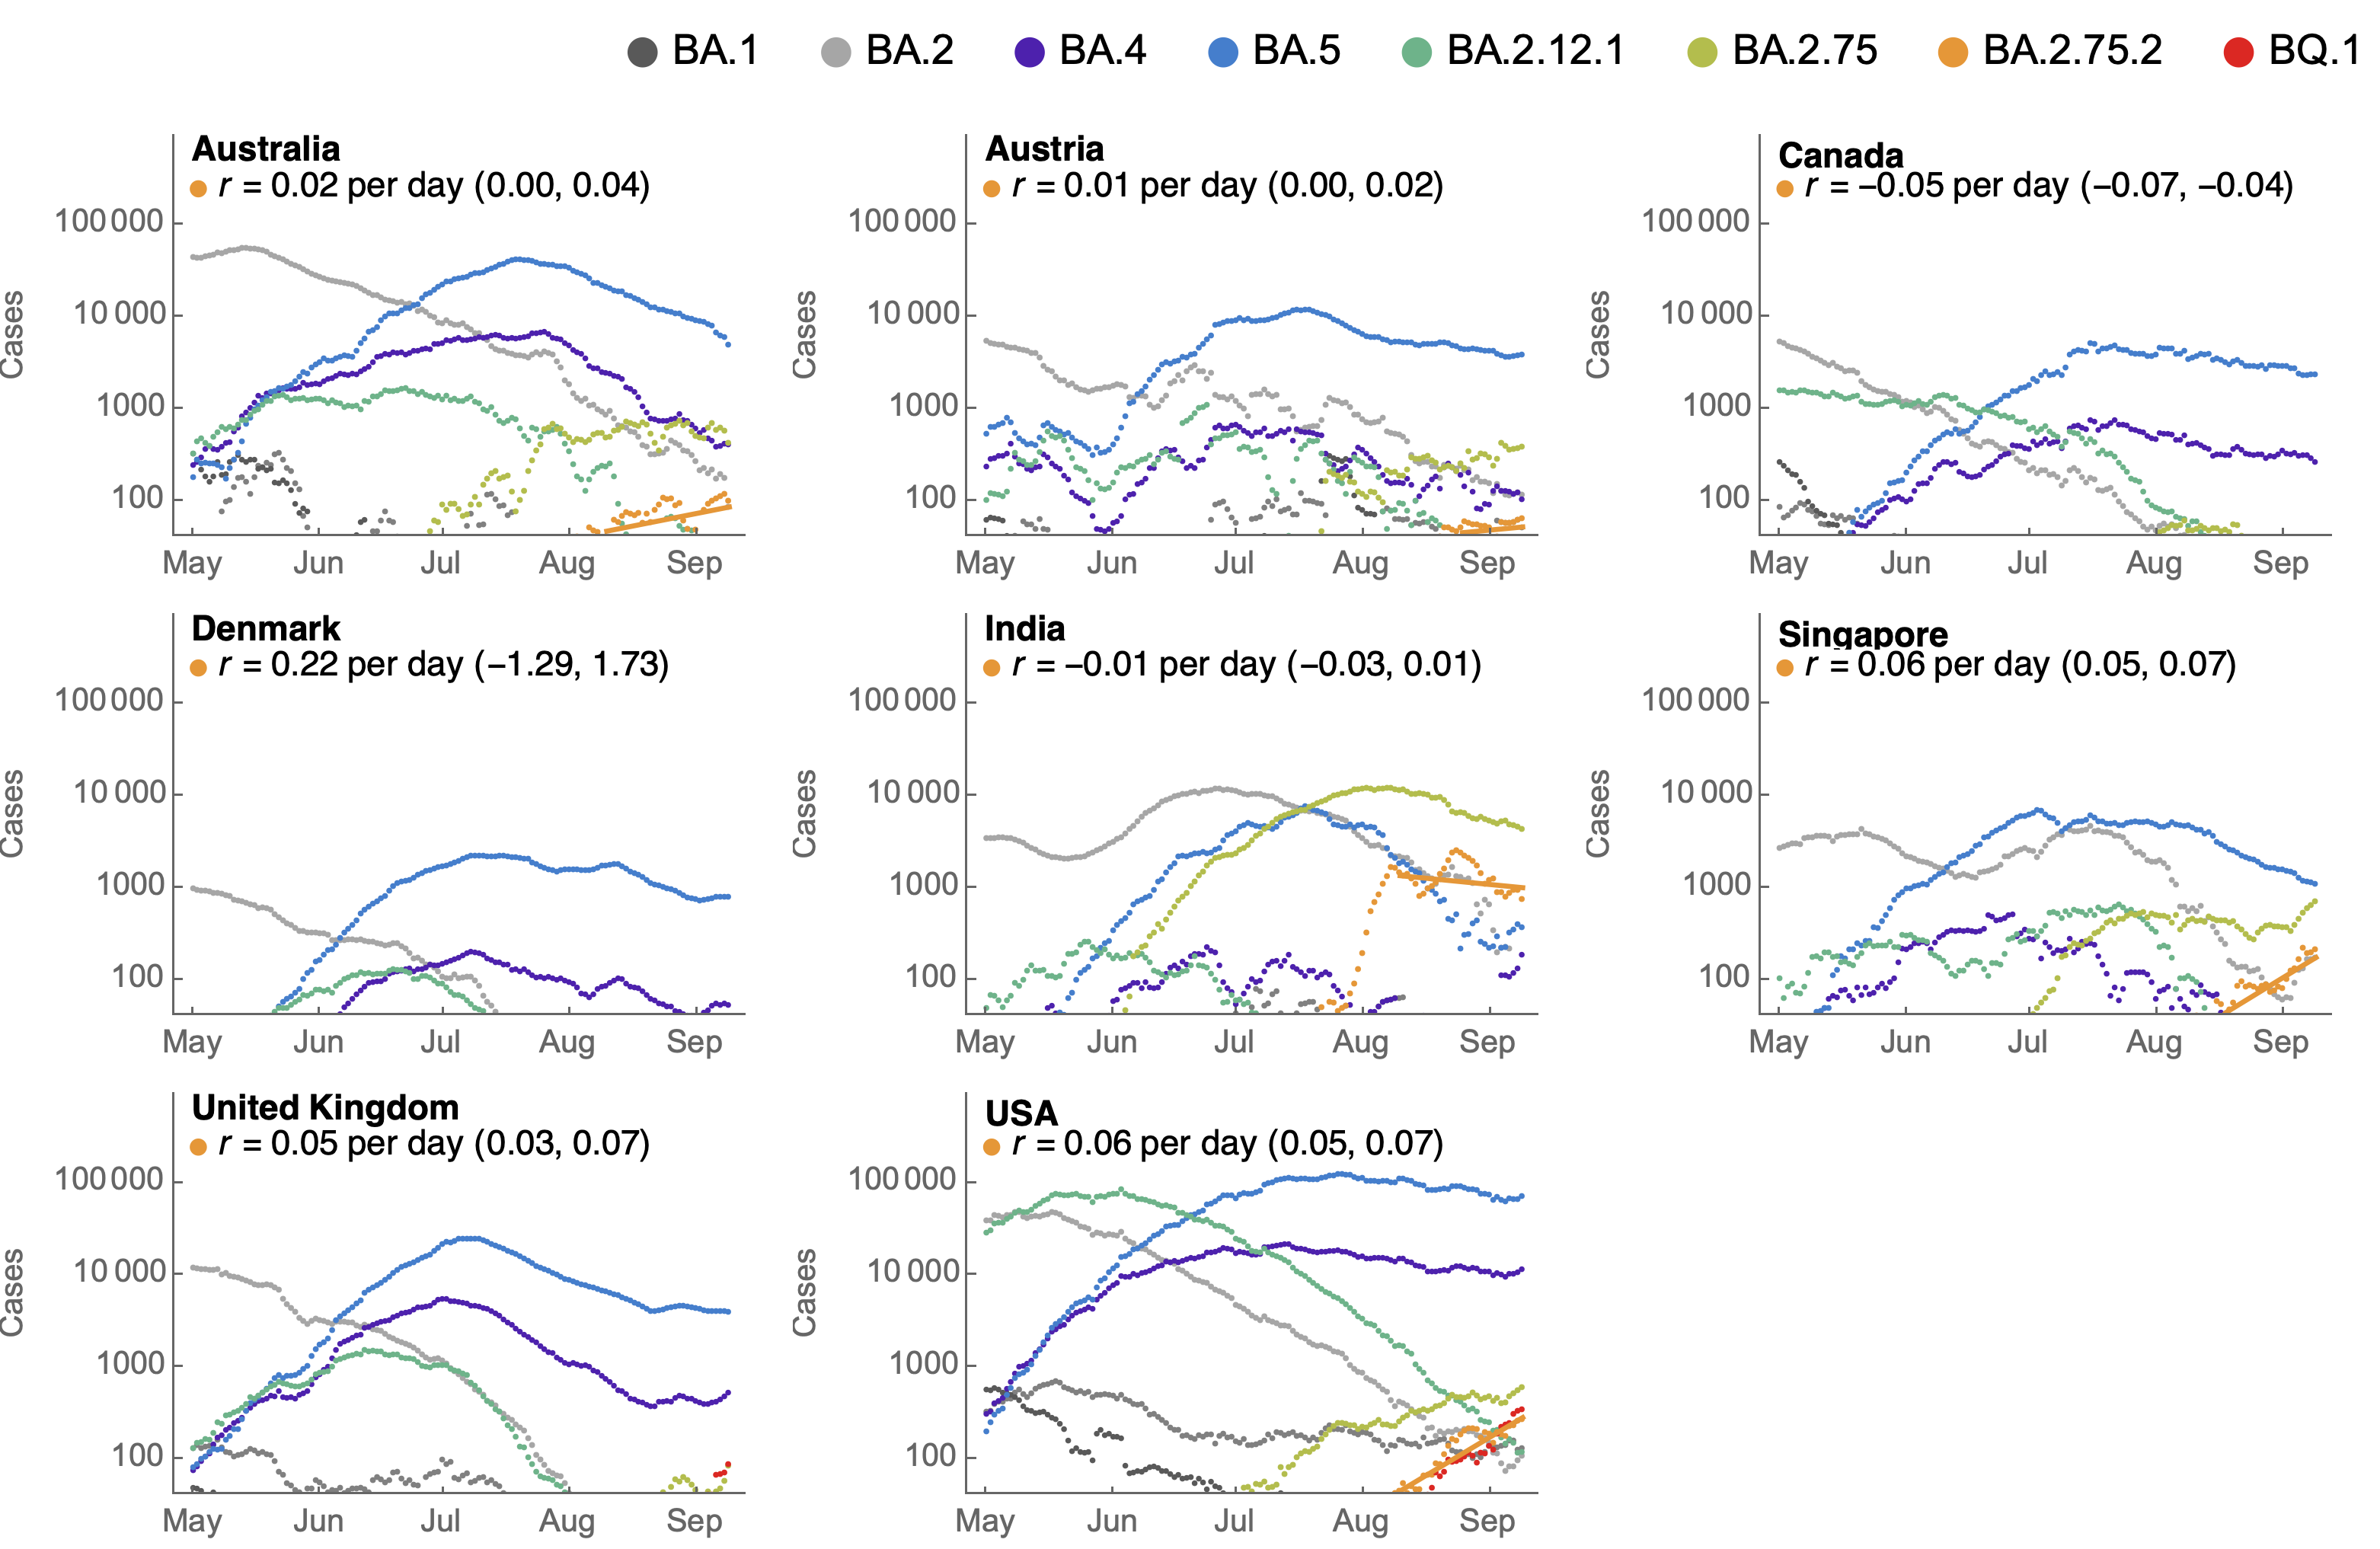 BA.1 BA.2 BA.4 BA.5 BA.2.12.1 BA.2.75 BA.2.75.2 BQ.1
Australia
r = 0.02 per day (0.00, 0.04)
100 000
10 000
1000
100
Cases
May Jun Jul Aug Sep
Austria
r = 0.01 per day (0.00, 0.02)
100 000
10 000
1000
100
Cases
May Jun Jul Aug Sep
Canada
r = −0.05 per day (−0.07, −0.04)
100 000
10 000
1000
100
Cases
May Jun Jul Aug Sep
Denmark
r = 0.22 per day (−1.29, 1.73)
100 000
10 000
1000
100
Cases
May Jun Jul Aug Sep
India
r = −0.01 per day (−0.03, 0.01)
100 000
10 000
1000
100
Cases
May Jun Jul Aug Sep
Singapore
r = 0.06 per day (0.05, 0.07)
100 000
10 000
1000
100
Cases
May Jun Jul Aug Sep
United Kingdom
r = 0.05 per day (0.03, 0.07)
100 000
10 000
1000
100
Cases
May Jun Jul Aug Sep
USA
r = 0.06 per day (0.05, 0.07)
100 000
10 000
1000
100
Cases
May Jun Jul Aug Sep